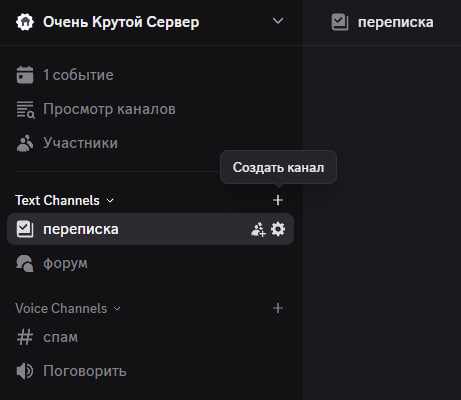 Очень Крутой Сервер
переписка
1 событие
Просмотр каналов
Участники
Создать канал
Text Channels
переписка
форум
Voice Channels
спам
Поговорить